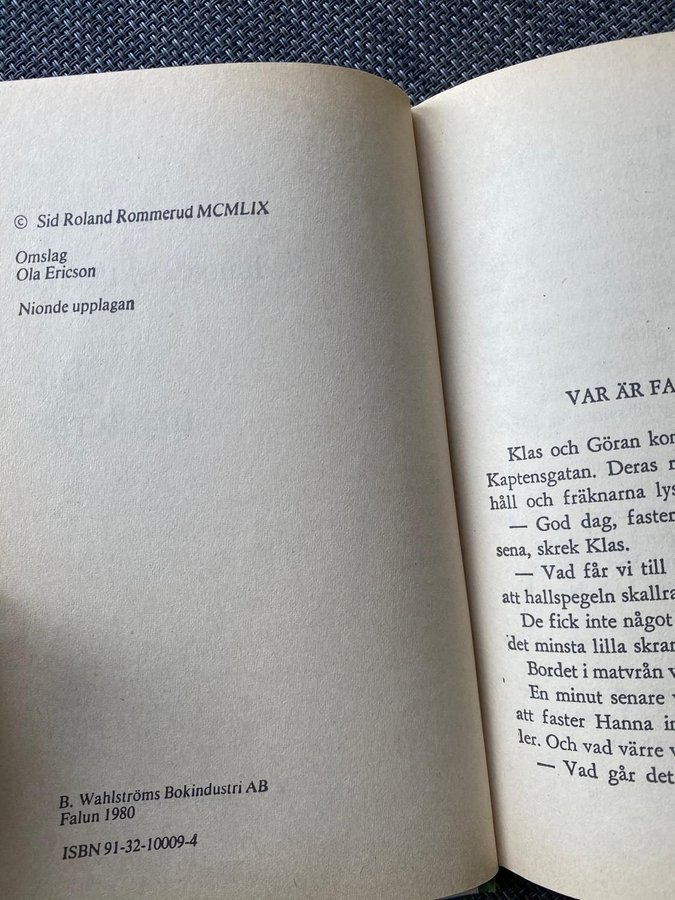 © Sid Roland Rommerud MCMLIX
Omslag
Ola Ericson
Nionde upplagan
B. Wahlströms Bokindustri AB
Falun 1980
ISBN 91-32-10009-4
VAR ÄR FA
Klas och Göran kom
Kaptensgatan. Deras
håll och fräknarna lys
— God dag, faster
sena, skrek Klas.
— Vad får vi till
att hallspegeln skallra
De fick inte något
det minsta lilla skram
Bordet i matvrån v
En minut senare
att faster Hanna in
ler. Och vad värre v
— Vad går det